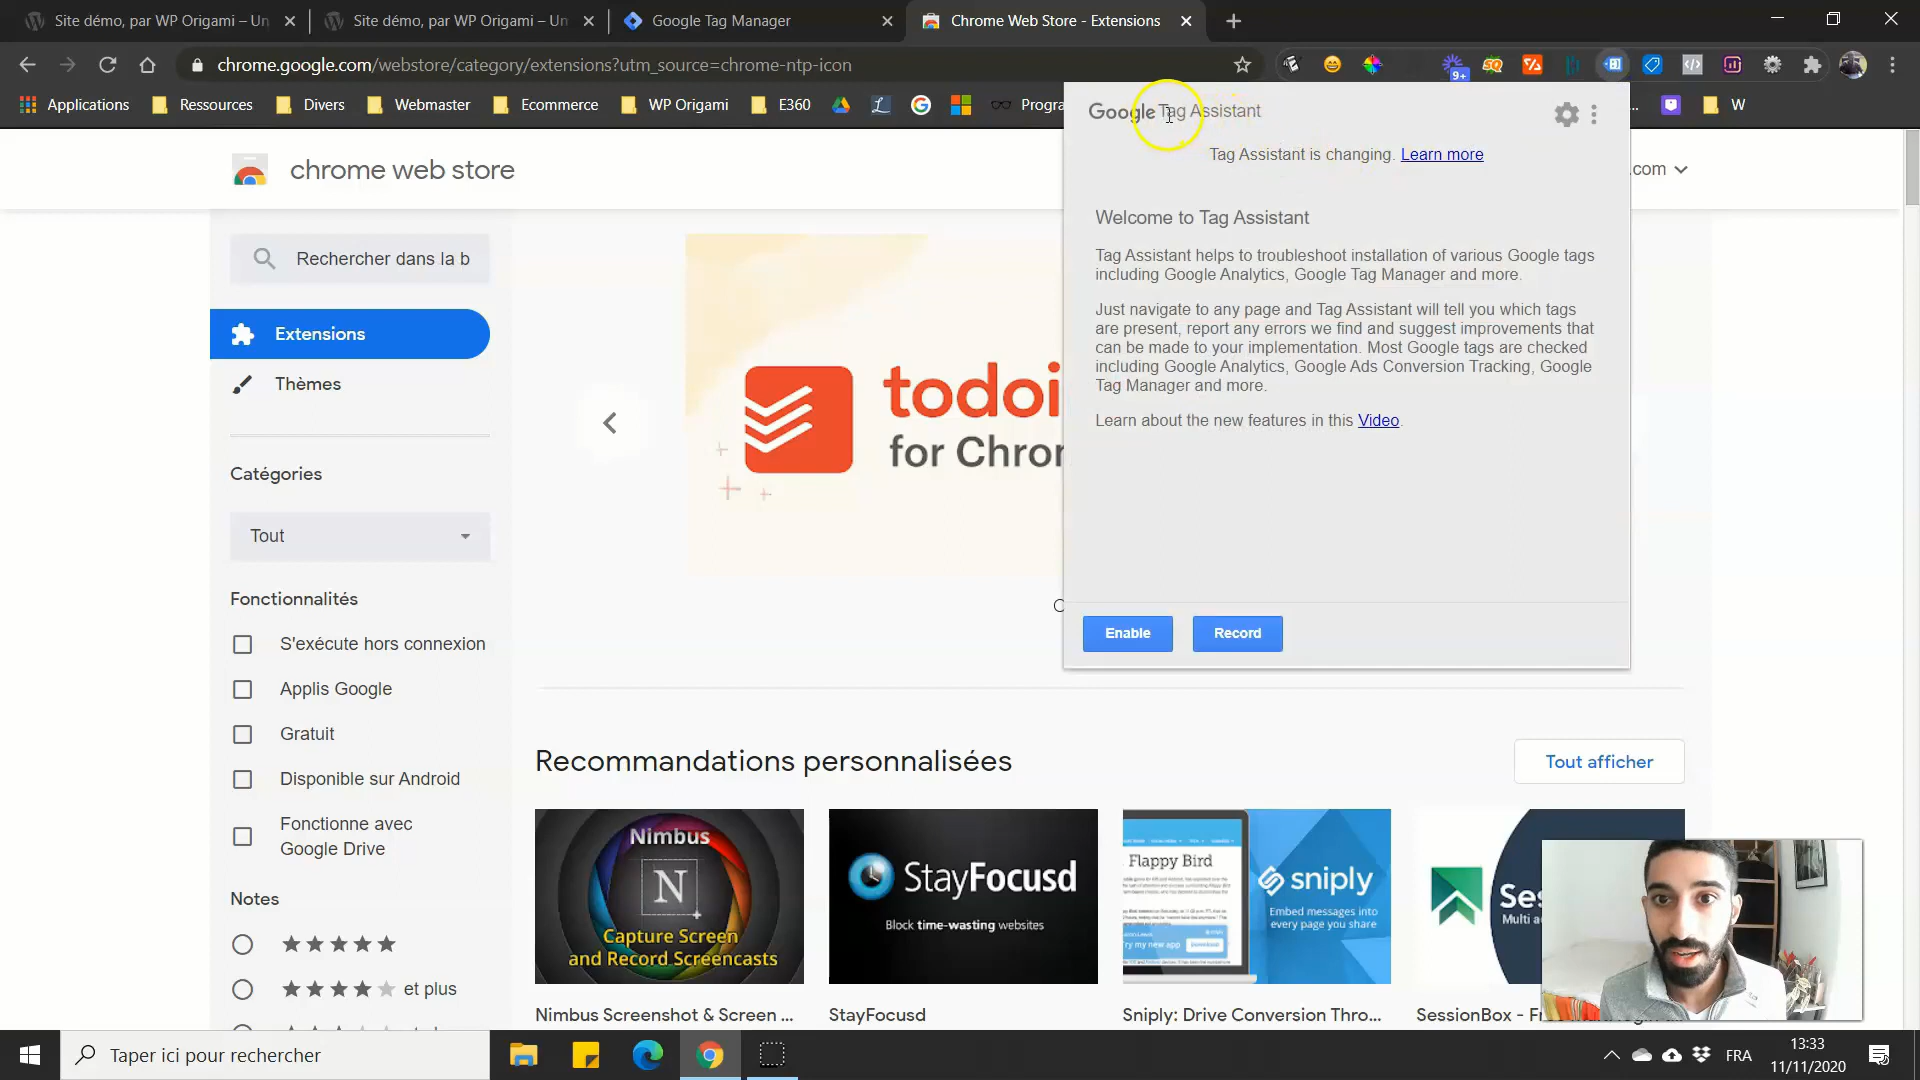 Site démo, par WP Origami – Un
Site démo, par WP Origami – Un
Google Tag Manager
Chrome Web Store - Extensions
chrome.google.com/webstore/category/extensions?utm_source=chrome-ntp-icon
9+
Applications
Ressources
Divers
Webmaster
Ecommerce
WP Origami
E360
Progra
W
chrome web store
.com
Google Tag Assistant
Tag Assistant is changing. Learn more
Welcome to Tag Assistant
Tag Assistant helps to troubleshoot installation of various Google tags
including Google Analytics, Google Tag Manager and more.
Just navigate to any page and Tag Assistant will tell you which tags
are present, report any errors we find and suggest improvements that
can be made to your implementation. Most Google tags are checked
including Google Analytics, Google Ads Conversion Tracking, Google
Tag Manager and more.
Learn about the new features in this Video.
Enable
Record
Rechercher dans la b
Extensions
Thèmes
Catégories
Tout
Fonctionnalités
S'exécute hors connexion
Applis Google
Gratuit
Disponible sur Android
Fonctionne avec
Google Drive
Notes
et plus
todoi
for Chror
Recommandations personnalisées
Tout afficher
Nimbus
N
Capture Screen
and Record Screencasts
Nimbus Screenshot & Screen ...
StayFocusd
Block time-wasting websites
StayFocusd
Flappy Bird
Try my new app
sniply
Embed messages into
every page you share
Sniply: Drive Conversion Thro...
Ses
Multi a
SessionBox - F
Taper ici pour rechercher
FRA
13:33
11/11/2020